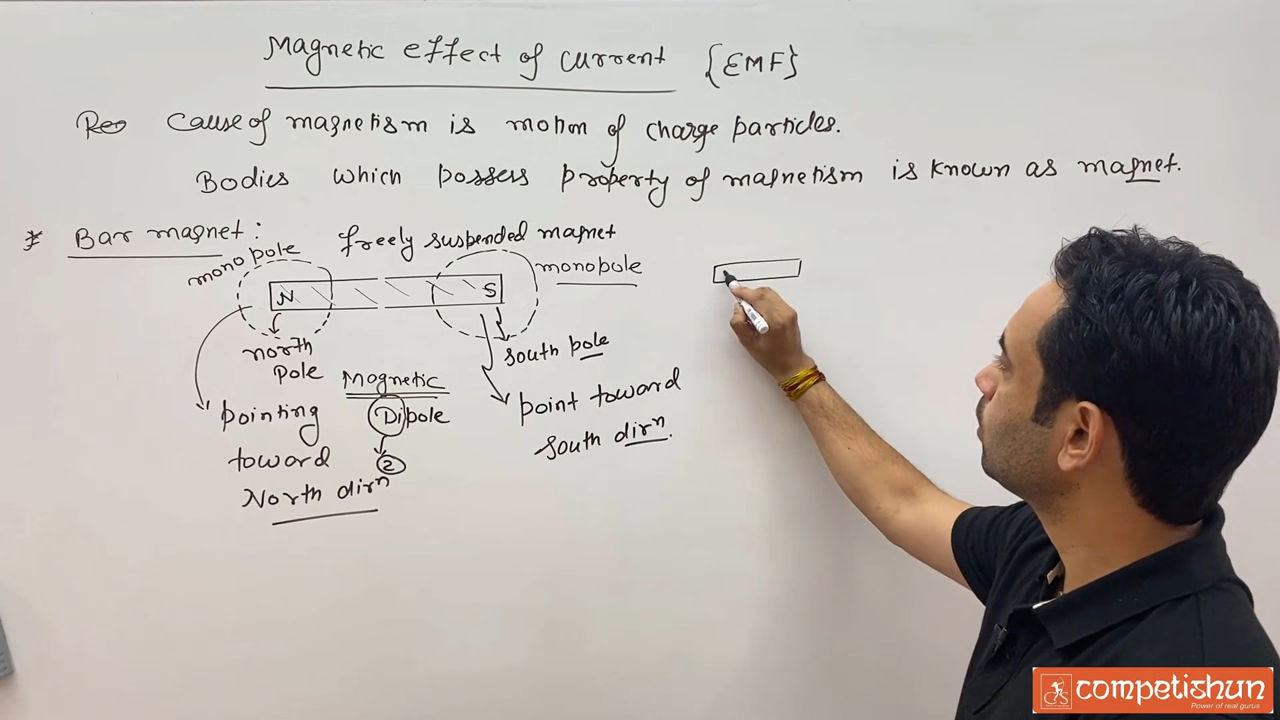 Magnetic effect of current {EMF}
Reo Cause of magnetism is motion of charge particles.
Bodies which possess property of magnetism is known as magnet.
* Bar magnet: freely suspended magnet
monopole
monopole
N S
north
pole
south pole
Magnetic
Dipole
2
pointing
toward
North dirn
point toward
south dirn.
competishun
Power of real gurus